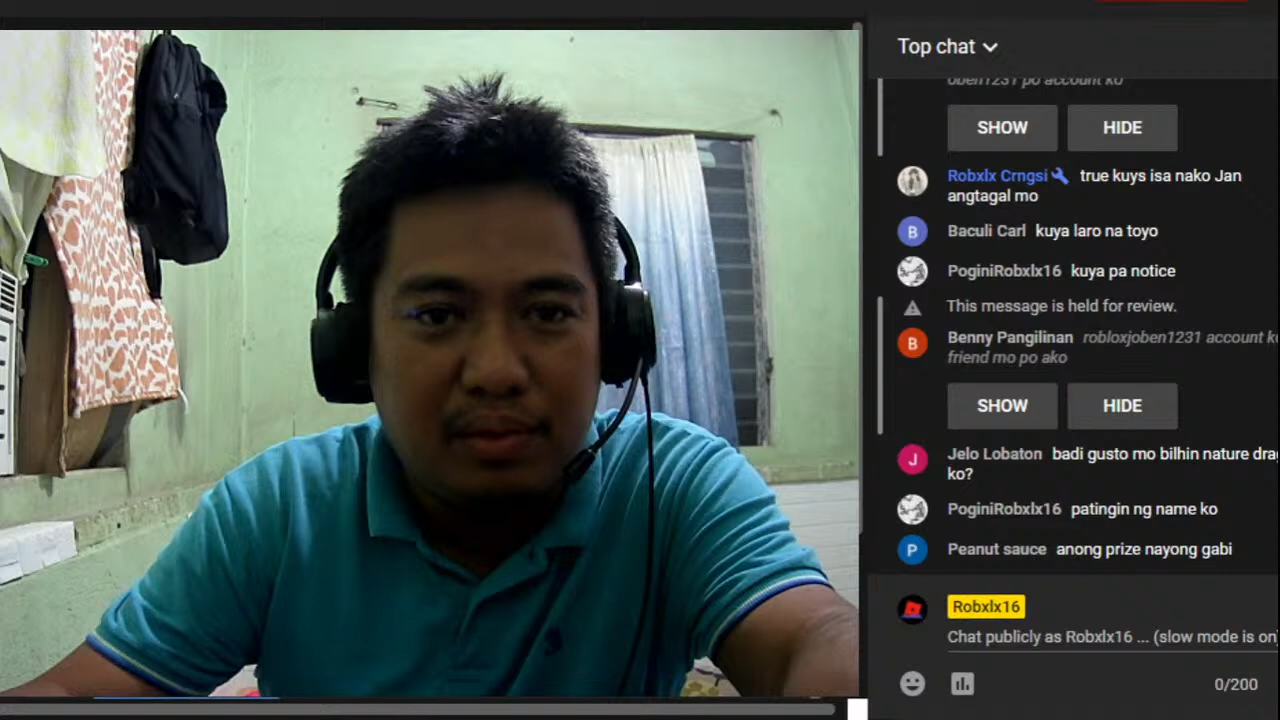 Top chat
oben1231 po account ko
SHOW HIDE
Robxlx Crngsi true kuys isa nako Jan
angtagal mo
B Baculi Carl kuya laro na toyo
PoginiRobxlx16 kuya pa notice
This message is held for review.
B Benny Pangilinan robloxjoben1231 account
friend mo po ako
SHOW HIDE
J Jelo Lobaton badi gusto mo bilhin nature
ko?
PoginiRobxlx16 patingin ng name ko
P Peanut sauce anong prize nayong gabi
Robxlx16
Chat publicly as Robxlx16 ... (slow mode is on
0/200